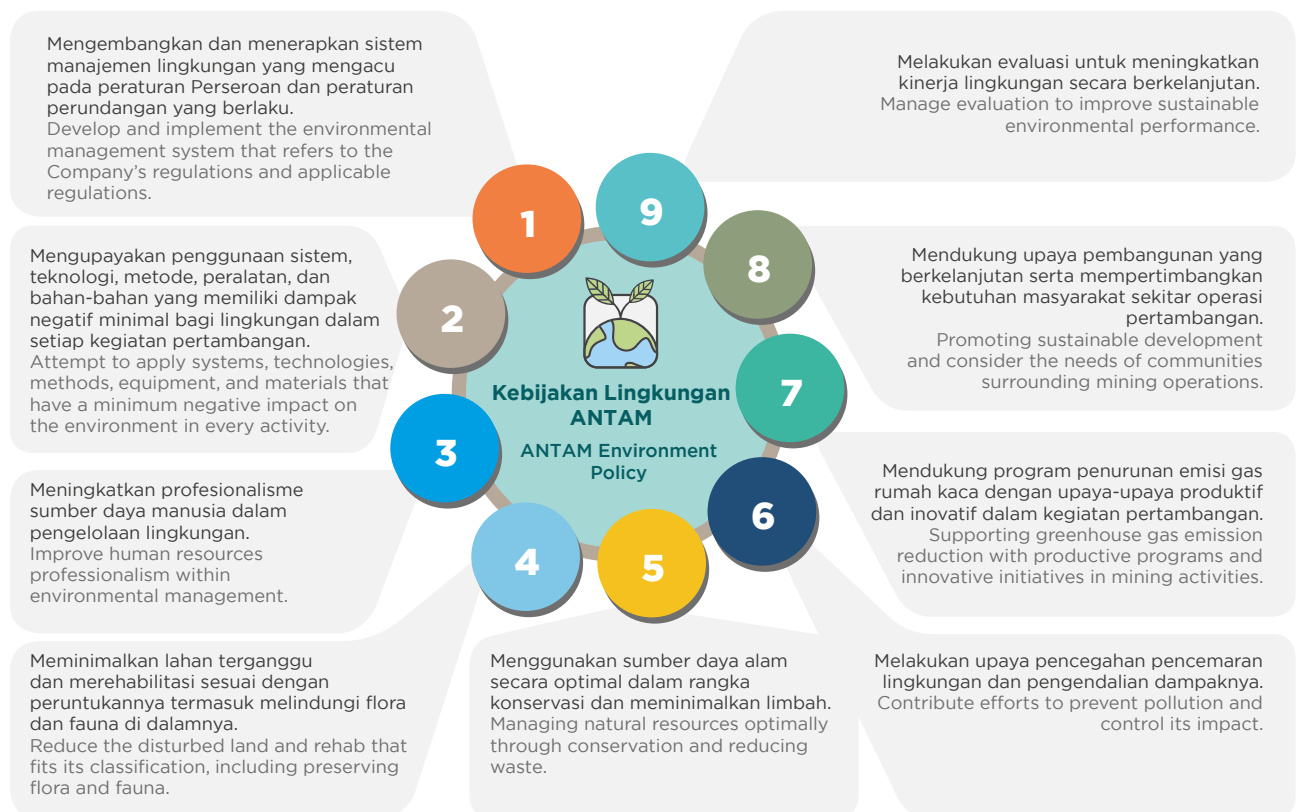 Mengembangkan dan menerapkan sistem
manajemen lingkungan yang mengacu
pada peraturan Perseroan dan peraturan
perundangan yang berlaku.
Develop and implement the environmental
management system that refers to the
Company's regulations and applicable
regulations.
1
Mengupayakan penggunaan sistem,
teknologi, metode, peralatan, dan
bahan-bahan yang memiliki dampak
negatif minimal bagi lingkungan dalam
setiap kegiatan pertambangan.
Attempt to apply systems, technologies,
methods, equipment, and materials that
have a minimum negative impact on
the environment in every activity.
2
Meningkatkan profesionalisme
sumber daya manusia dalam
pengelolaan lingkungan.
Improve human resources
professionalism within
environmental management.
3
Meminimalkan lahan terganggu
dan merehabilitasi sesuai dengan
peruntukannya termasuk melindungi flora
dan fauna di dalamnya.
Reduce the disturbed land and rehab that
fits its classification, including preserving
flora and fauna.
4
Kebijakan Lingkungan
ANTAM
ANTAM Environment
Policy
5
Menggunakan sumber daya alam
secara optimal dalam rangka
konservasi dan meminimalkan limbah.
Managing natural resources optimally
through conservation and reducing
waste.
6
Melakukan upaya pencegahan pencemaran
lingkungan dan pengendalian dampaknya.
Contribute efforts to prevent pollution and
control its impact.
7
Mendukung program penurunan emisi gas
rumah kaca dengan upaya-upaya produktif
dan inovatif dalam kegiatan pertambangan.
Supporting greenhouse gas emission
reduction with productive programs and
innovative initiatives in mining activities.
8
Mendukung upaya pembangunan yang
berkelanjutan serta mempertimbangkan
kebutuhan masyarakat sekitar operasi
pertambangan.
Promoting sustainable development
and consider the needs of communities
surrounding mining operations.
9
Melakukan evaluasi untuk meningkatkan
kinerja lingkungan secara berkelanjutan.
Manage evaluation to improve sustainable
environmental performance.